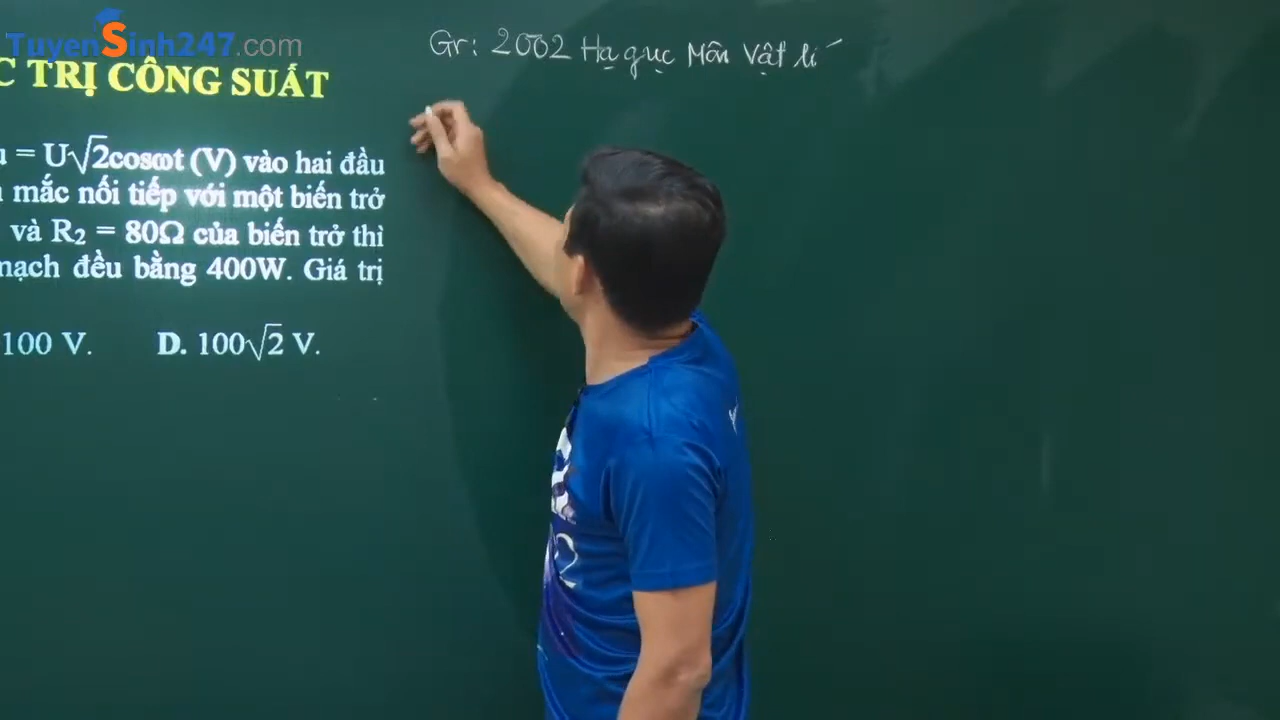 TuyenSinh247.com
Gr: 2002 Hạ gục Môn Vật lí
C TRỊ CÔNG SUẤT
u = U√2cosωt (V) vào hai đầu
mắc nối tiếp với một biến trở
và R₂ = 80Ω của biến trở thì
mạch đều bằng 400W. Giá trị
100 V. D. 100√2 V.